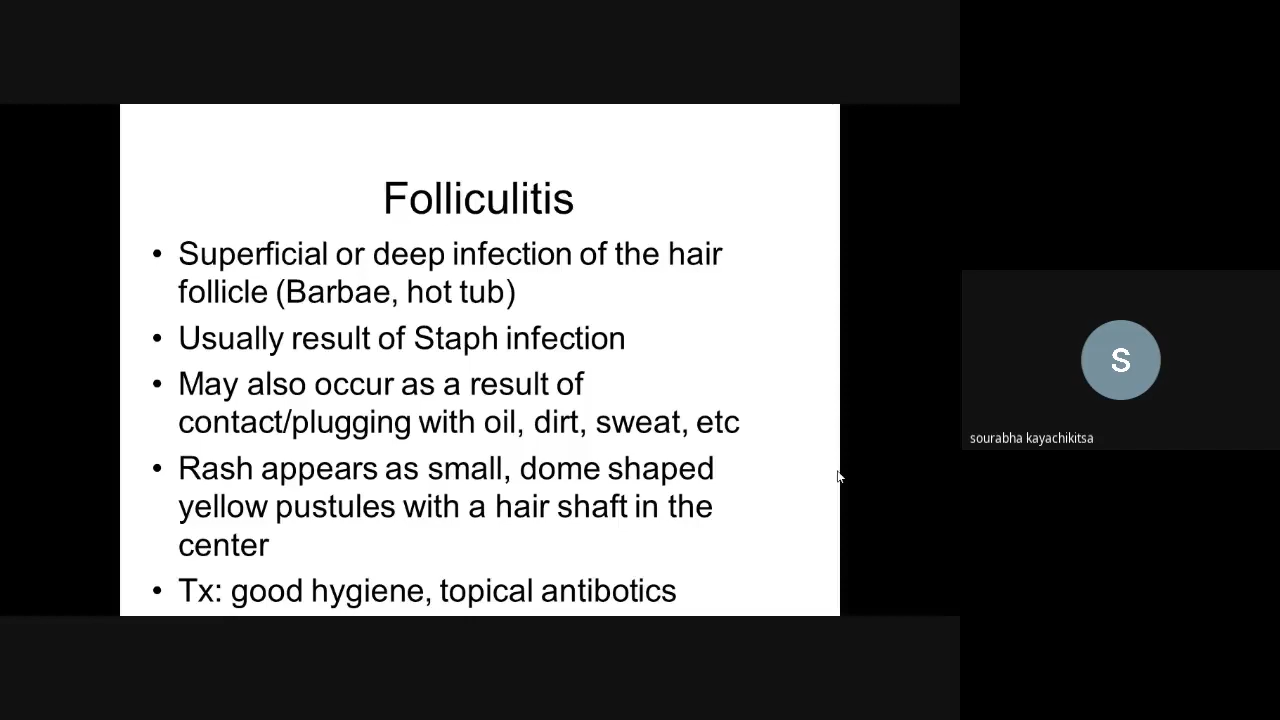 Folliculitis
• Superficial or deep infection of the hair
follicle (Barbae, hot tub)
• Usually result of Staph infection
• May also occur as a result of
contact/plugging with oil, dirt, sweat, etc
• Rash appears as small, dome shaped
yellow pustules with a hair shaft in the
center
• Tx: good hygiene, topical antibotics
S
sourabha kayachikitsa